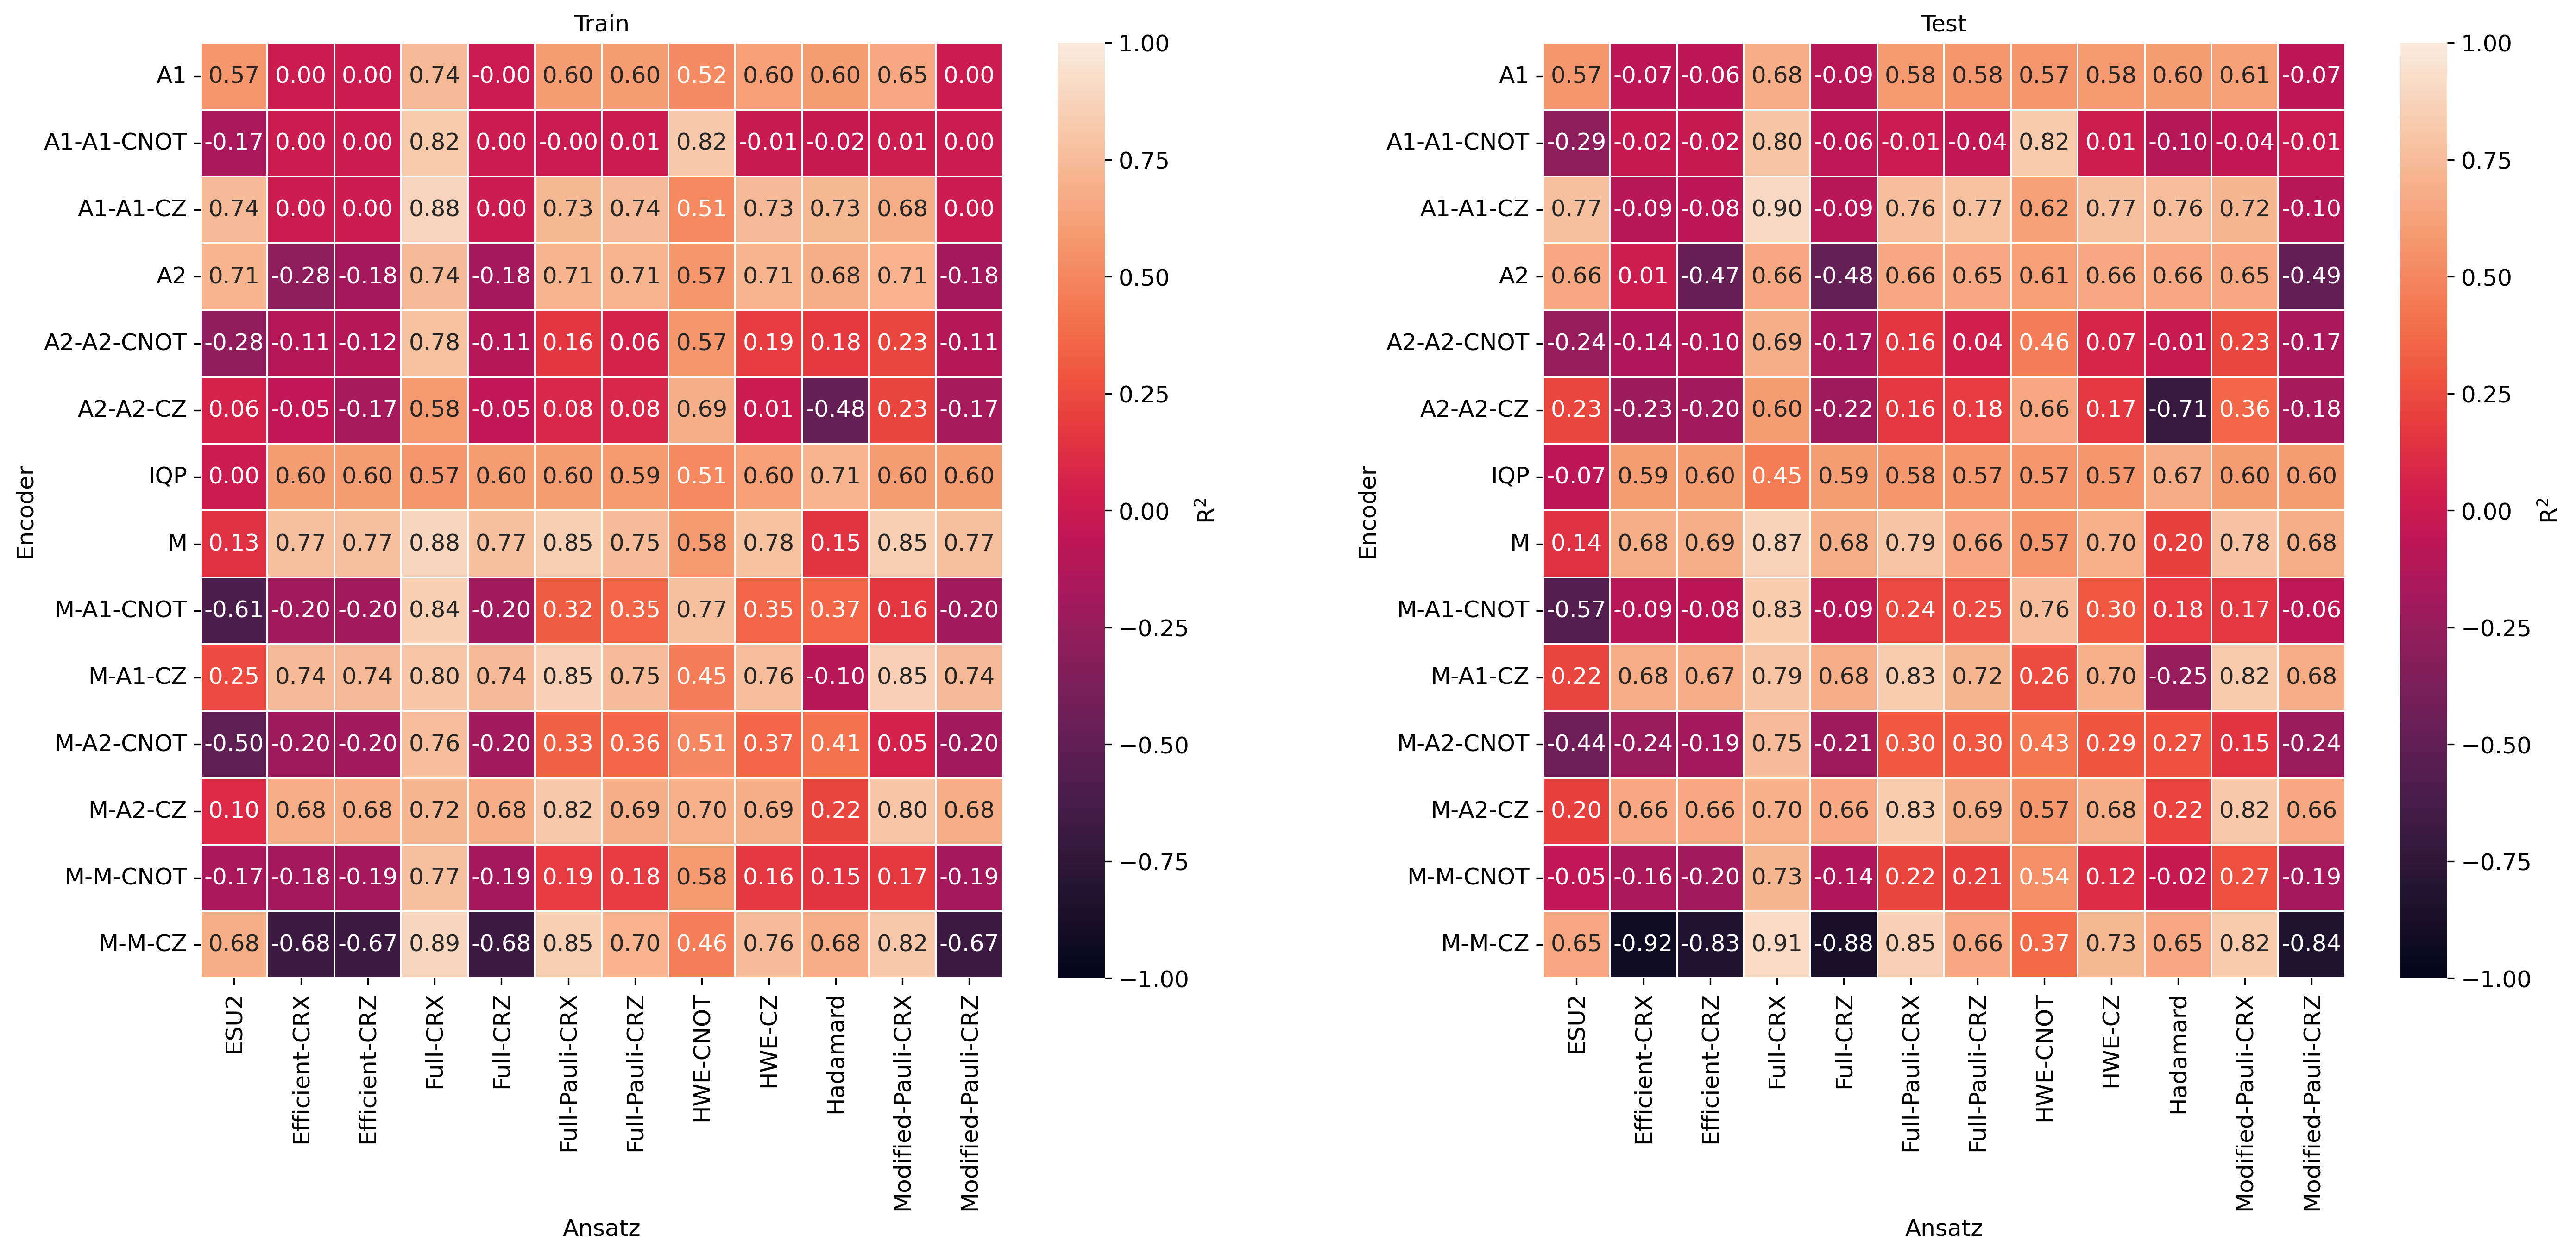 Train
A1 0.57 0.00 0.00 0.74 -0.00 0.60 0.60 0.52 0.60 0.60 0.65 0.00
A1-A1-CNOT -0.17 0.00 0.00 0.82 0.00 -0.00 0.01 0.82 -0.01 -0.02 0.01 0.00
A1-A1-CZ 0.74 0.00 0.00 0.88 0.00 0.73 0.74 0.51 0.73 0.73 0.68 0.00
A2 0.71 -0.28 -0.18 0.74 -0.18 0.71 0.71 0.57 0.71 0.68 0.71 -0.18
A2-A2-CNOT -0.28 -0.11 -0.12 0.78 -0.11 0.16 0.06 0.57 0.19 0.18 0.23 -0.11
A2-A2-CZ 0.06 -0.05 -0.17 0.58 -0.05 0.08 0.08 0.69 0.01 -0.48 0.23 -0.17
IQP 0.00 0.60 0.60 0.57 0.60 0.60 0.59 0.51 0.60 0.71 0.60 0.60
M 0.13 0.77 0.77 0.88 0.77 0.85 0.75 0.58 0.78 0.15 0.85 0.77
M-A1-CNOT -0.61 -0.20 -0.20 0.84 -0.20 0.32 0.35 0.77 0.35 0.37 0.16 -0.20
M-A1-CZ 0.25 0.74 0.74 0.80 0.74 0.85 0.75 0.45 0.76 -0.10 0.85 0.74
M-A2-CNOT -0.50 -0.20 -0.20 0.76 -0.20 0.33 0.36 0.51 0.37 0.41 0.05 -0.20
M-A2-CZ 0.10 0.68 0.68 0.72 0.68 0.82 0.69 0.70 0.69 0.22 0.80 0.68
M-M-CNOT -0.17 -0.18 -0.19 0.77 -0.19 0.19 0.18 0.58 0.16 0.15 0.17 -0.19
M-M-CZ 0.68 -0.68 -0.67 0.89 -0.68 0.85 0.70 0.46 0.76 0.68 0.82 -0.67
Encoder
ESU2
Efficient-CRX
Efficient-CRZ
Full-CRX
Full-CRZ
Full-Pauli-CRX
Full-Pauli-CRZ
HWE-CNOT
HWE-CZ
Hadamard
Modified-Pauli-CRX
Modified-Pauli-CRZ
Ansatz
1.00
0.75
0.50
0.25
0.00
−0.25
−0.50
−0.75
−1.00
R²
Test
A1 0.57 -0.07 -0.06 0.68 -0.09 0.58 0.58 0.57 0.58 0.60 0.61 -0.07
A1-A1-CNOT -0.29 -0.02 -0.02 0.80 -0.06 -0.01 -0.04 0.82 0.01 -0.10 -0.04 -0.01
A1-A1-CZ 0.77 -0.09 -0.08 0.90 -0.09 0.76 0.77 0.62 0.77 0.76 0.72 -0.10
A2 0.66 0.01 -0.47 0.66 -0.48 0.66 0.65 0.61 0.66 0.66 0.65 -0.49
A2-A2-CNOT -0.24 -0.14 -0.10 0.69 -0.17 0.16 0.04 0.46 0.07 -0.01 0.23 -0.17
A2-A2-CZ 0.23 -0.23 -0.20 0.60 -0.22 0.16 0.18 0.66 0.17 -0.71 0.36 -0.18
IQP -0.07 0.59 0.60 0.45 0.59 0.58 0.57 0.57 0.57 0.67 0.60 0.60
M 0.14 0.68 0.69 0.87 0.68 0.79 0.66 0.57 0.70 0.20 0.78 0.68
M-A1-CNOT -0.57 -0.09 -0.08 0.83 -0.09 0.24 0.25 0.76 0.30 0.18 0.17 -0.06
M-A1-CZ 0.22 0.68 0.67 0.79 0.68 0.83 0.72 0.26 0.70 -0.25 0.82 0.68
M-A2-CNOT -0.44 -0.24 -0.19 0.75 -0.21 0.30 0.30 0.43 0.29 0.27 0.15 -0.24
M-A2-CZ 0.20 0.66 0.66 0.70 0.66 0.83 0.69 0.57 0.68 0.22 0.82 0.66
M-M-CNOT -0.05 -0.16 -0.20 0.73 -0.14 0.22 0.21 0.54 0.12 -0.02 0.27 -0.19
M-M-CZ 0.65 -0.92 -0.83 0.91 -0.88 0.85 0.66 0.37 0.73 0.65 0.82 -0.84
Encoder
ESU2
Efficient-CRX
Efficient-CRZ
Full-CRX
Full-CRZ
Full-Pauli-CRX
Full-Pauli-CRZ
HWE-CNOT
HWE-CZ
Hadamard
Modified-Pauli-CRX
Modified-Pauli-CRZ
Ansatz
1.00
0.75
0.50
0.25
0.00
−0.25
−0.50
−0.75
−1.00
R²